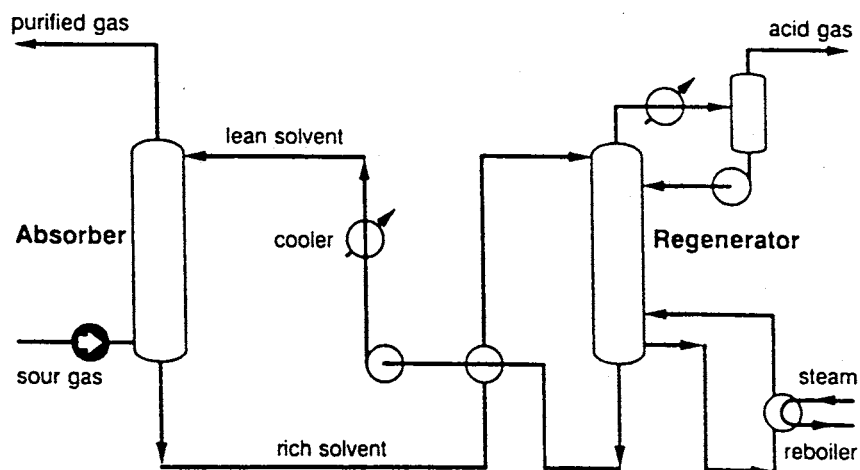 purified gas
acid gas
lean solvent
Absorber
cooler
Regenerator
sour gas
steam
rich solvent
reboiler